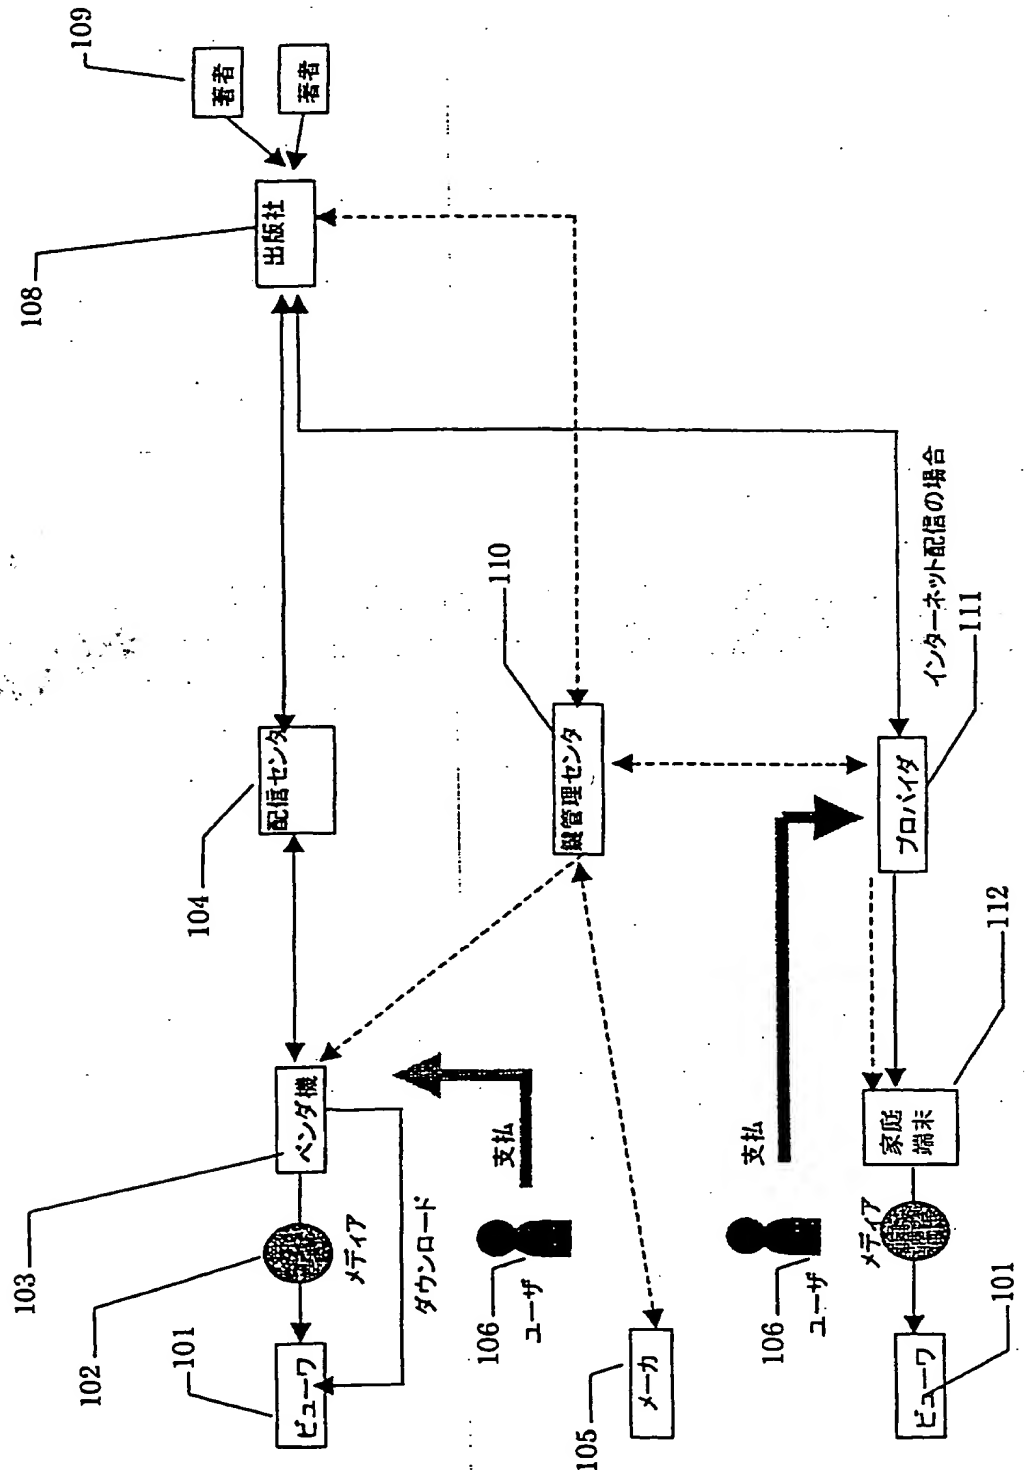 109
著者
著者
108
出版社
104
配信センタ
110
鍵管理センタ
インターネット配信の場合
111
プロバイダ
103
ベンダ機
102
メディア
101
ビューワ
ダウンロード
支払
106
ユーザ
105
メーカ
支払
106
ユーザ
112
家庭
端末
メディア
101
ビューワ